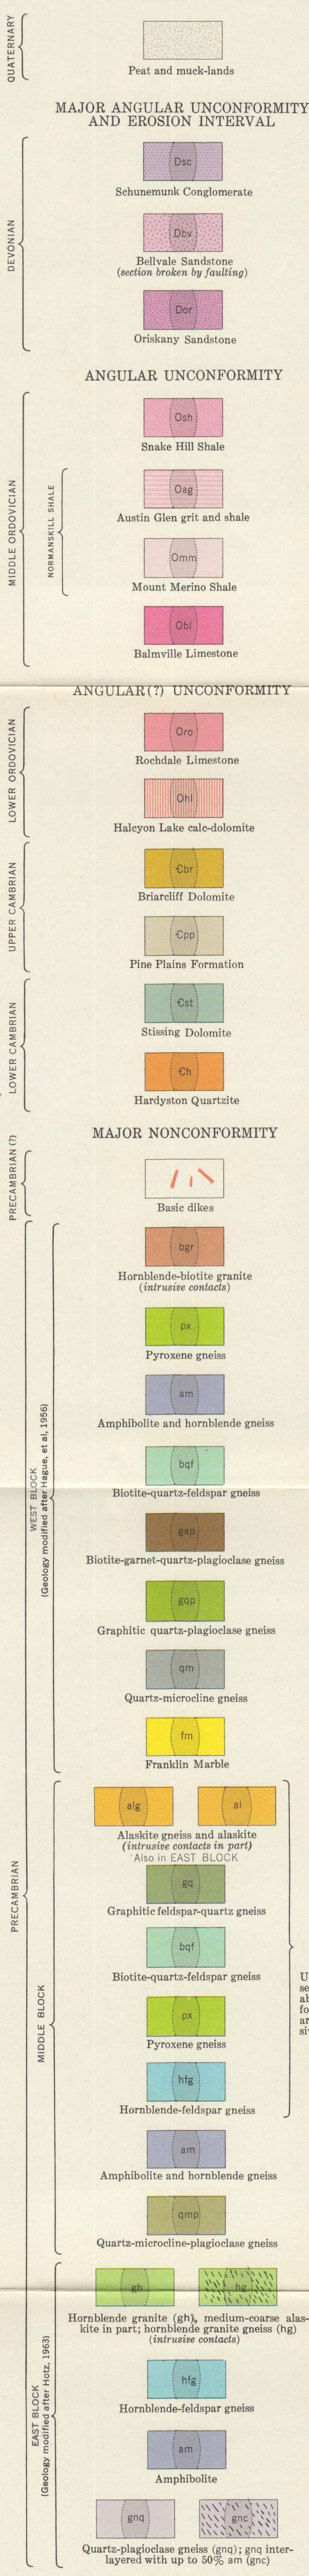 QUATERNARY
Peat and muck-lands
MAJOR ANGULAR UNCONFORMITY
AND EROSION INTERVAL
DEVONIAN
Dsc
Schunemunk Conglomerate
Dbv
Bellvale Sandstone
(section broken by faulting)
Dor
Oriskany Sandstone
ANGULAR UNCONFORMITY
MIDDLE ORDOVICIAN
Osh
Snake Hill Shale
NORMANSKILL SHALE
Oag
Austin Glen grit and shale
Omm
Mount Merino Shale
Obl
Balmville Limestone
ANGULAR(?) UNCONFORMITY
LOWER ORDOVICIAN
Oro
Rochdale Limestone
Ohl
Halcyon Lake calc-dolomite
UPPER CAMBRIAN
Єbr
Briarcliff Dolomite
Єpp
Pine Plains Formation
LOWER CAMBRIAN
Єst
Stissing Dolomite
Єh
Hardyston Quartzite
MAJOR NONCONFORMITY
PRECAMBRIAN (?)
Basic dikes
PRECAMBRIAN
WEST BLOCK
(Geology modified after Hague, et al, 1956)
bgr
Hornblende-biotite granite
(intrusive contacts)
px
Pyroxene gneiss
am
Amphibolite and hornblende gneiss
bqf
Biotite-quartz-feldspar gneiss
gap
Biotite-garnet-quartz-plagioclase gneiss
gqp
Graphitic quartz-plagioclase gneiss
qm
Quartz-microcline gneiss
fm
Franklin Marble
MIDDLE BLOCK
alg al
Alaskite gneiss and alaskite
(intrusive contacts in part)
Also in EAST BLOCK
gq
Graphitic feldspar-quartz gneiss
bqf
Biotite-quartz-feldspar gneiss
px
Pyroxene gneiss
hfg
Hornblende-feldspar gneiss
U
se
ab
fo
ar
si
am
Amphibolite and hornblende gneiss
qmp
Quartz-microcline-plagioclase gneiss
EAST BLOCK
(Geology modified after Hotz, 1963)
gh hg
Hornblende granite (gh), medium-coarse alas-
kite in part; hornblende granite gneiss (hg)
(intrusive contacts)
hfg
Hornblende-feldspar gneiss
am
Amphibolite
gnq gnc
Quartz-plagioclase gneiss (gnq); gnq inter-
layered with up to 50% am (gnc)